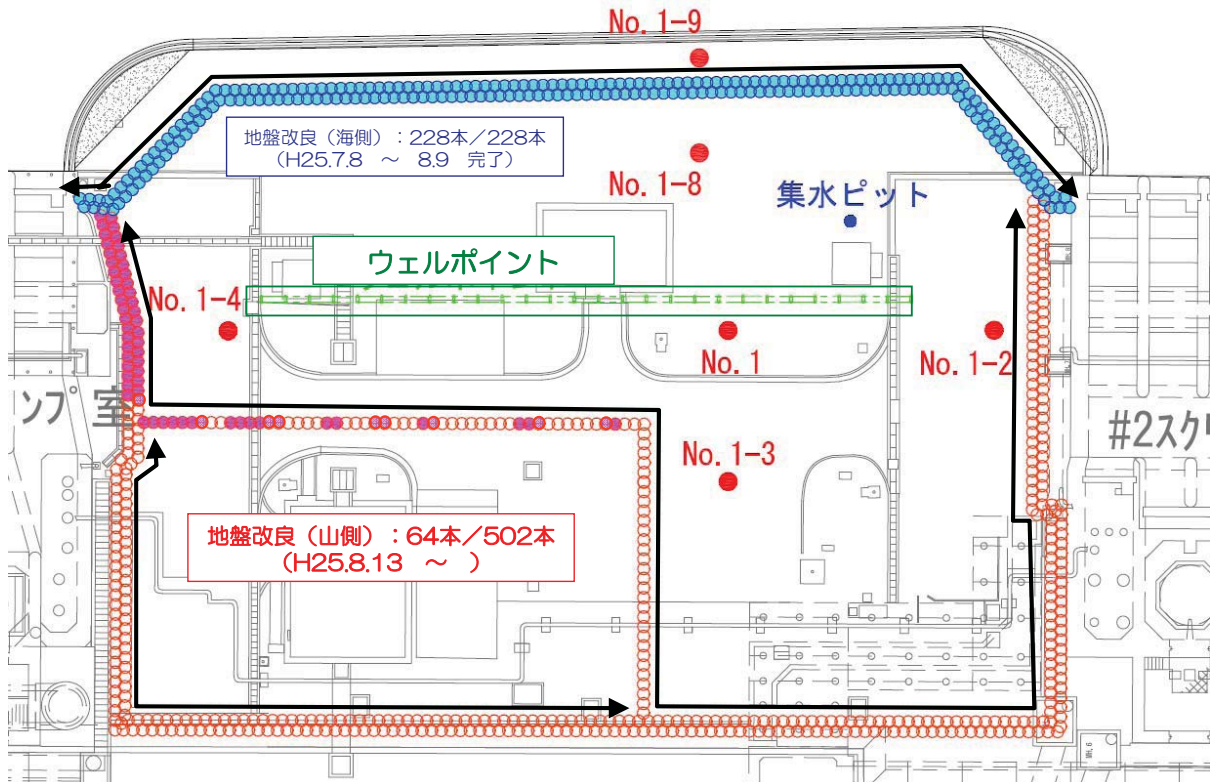 No. 1-9
地盤改良（海側）：228本／228本
（H25.7.8 ～ 8.9 完了）
No. 1-8
集水ピット
ウェルポイント
No. 1-4
No. 1
No. 1-2
ンプ室
#2スクリ
No. 1-3
地盤改良（山側）：64本／502本
（H25.8.13 ～ ）